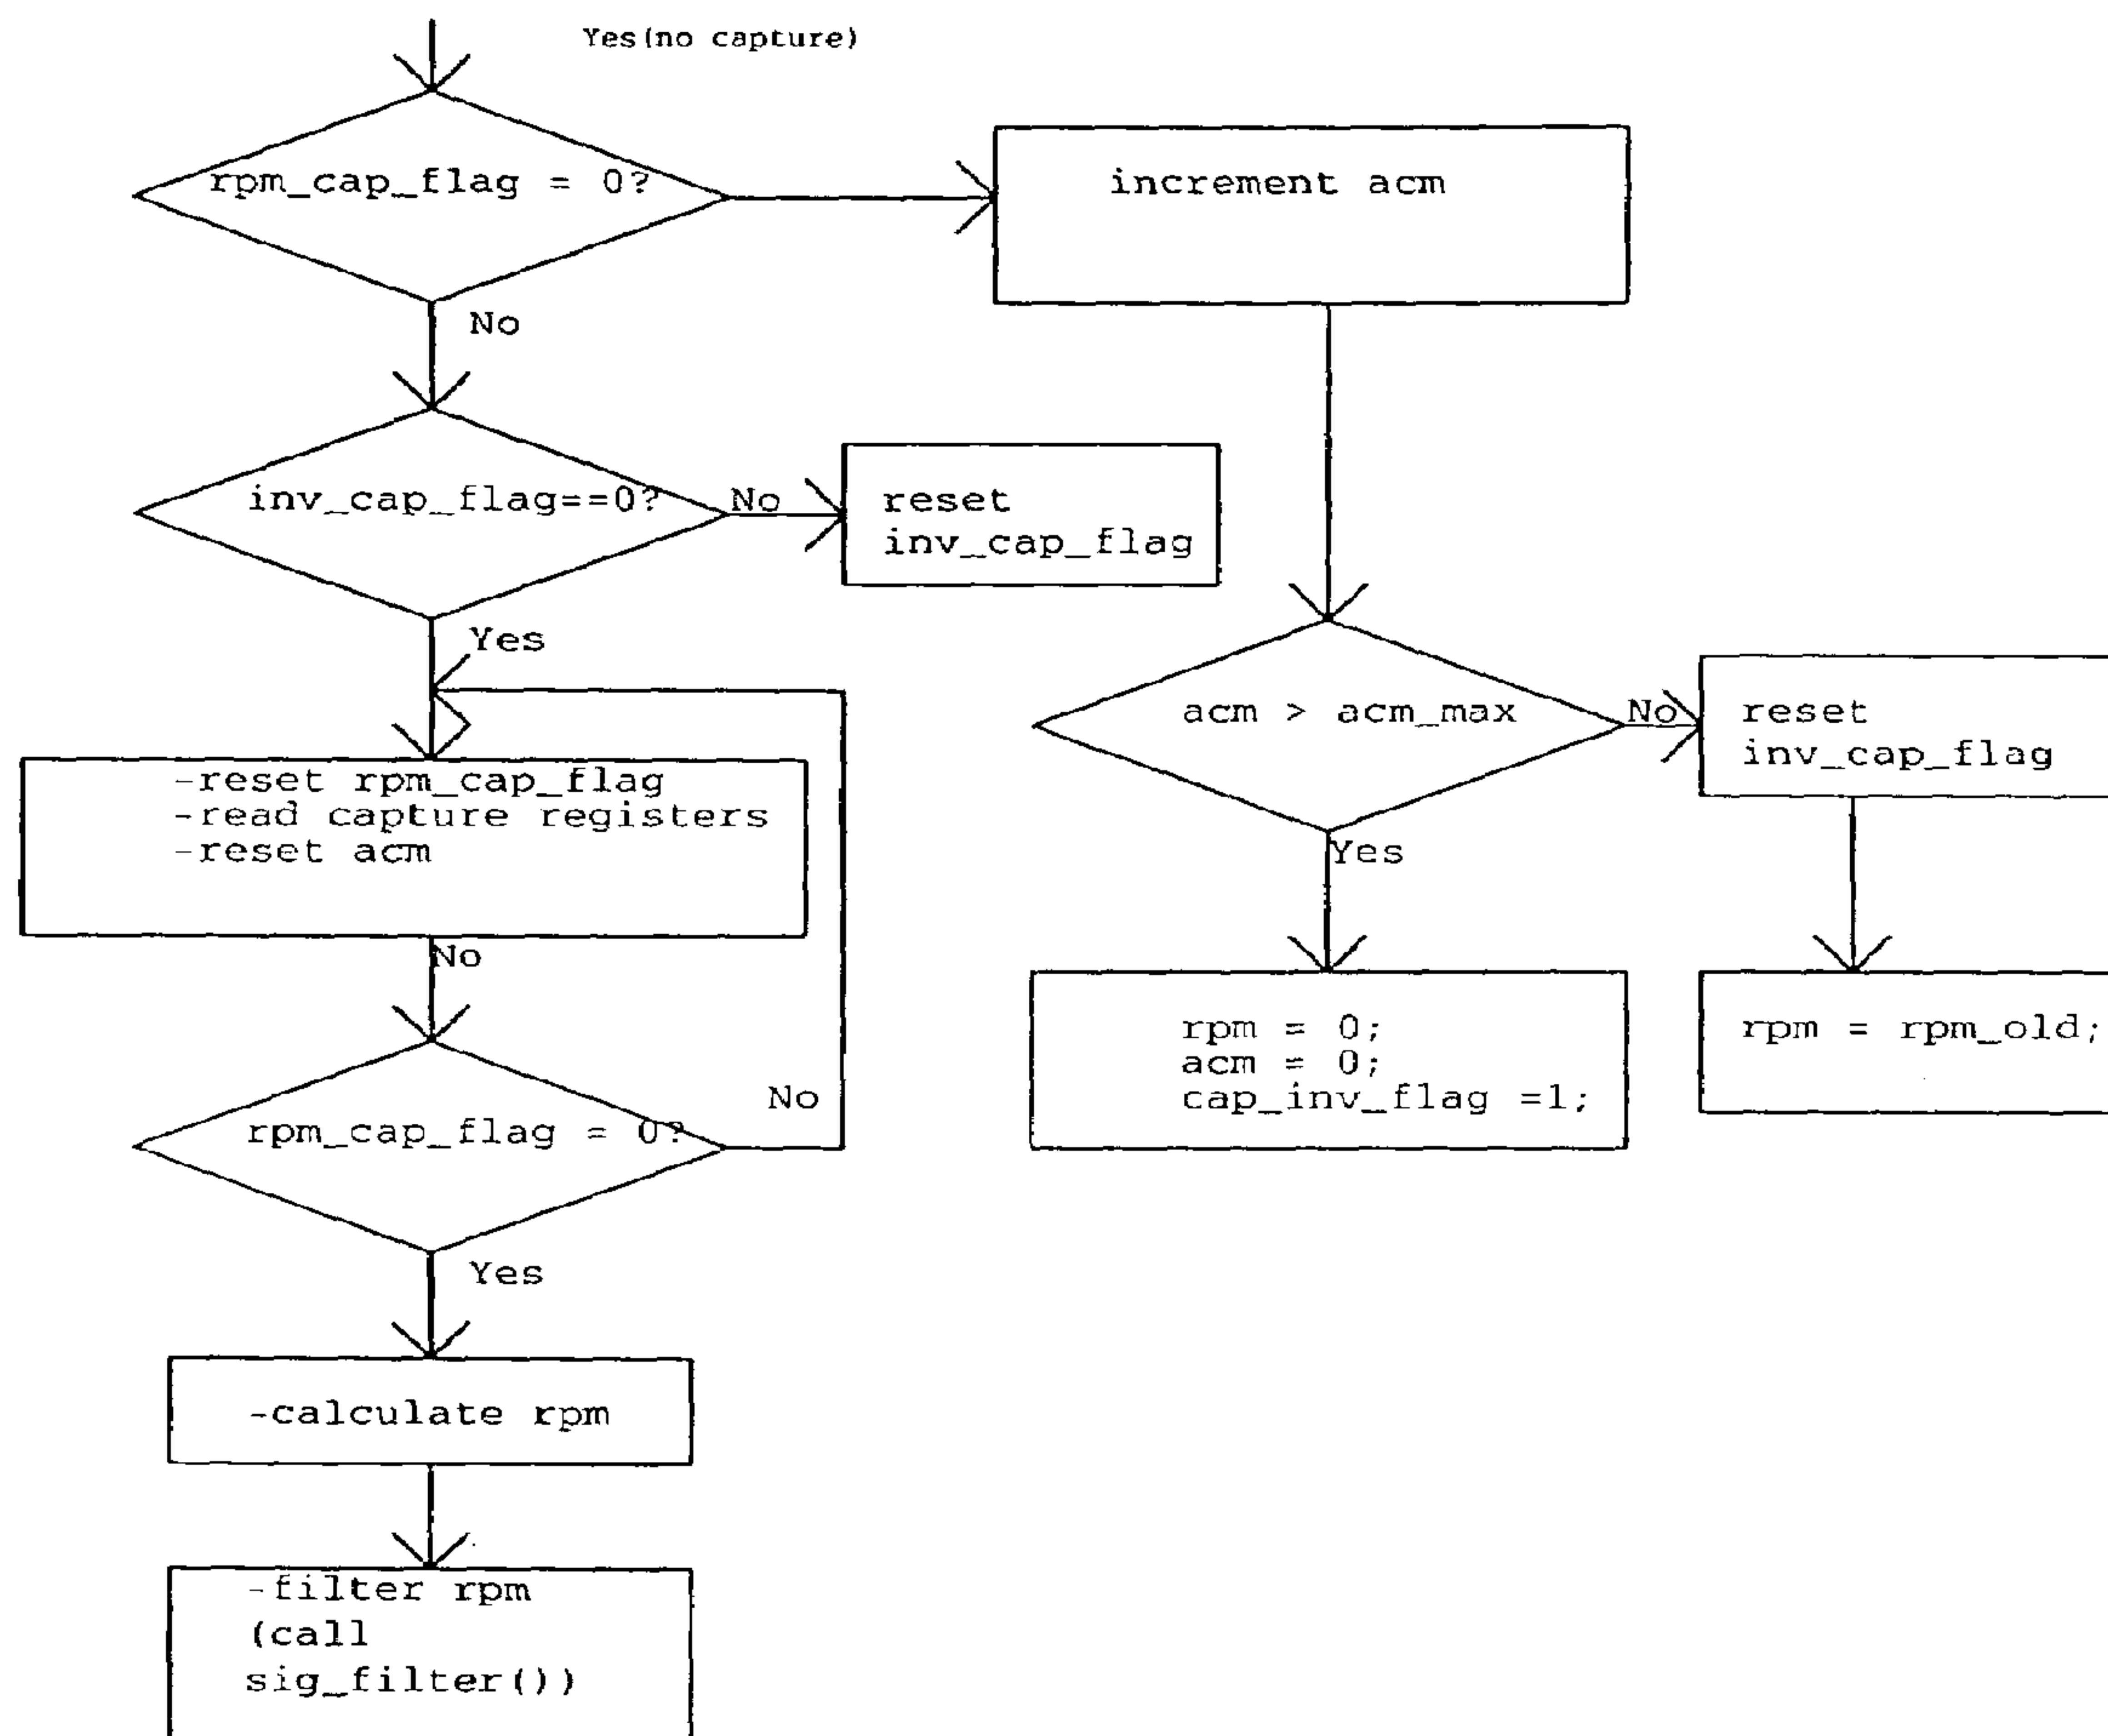 Yes(no capture)
rpm_cap_flag = 0?
increment acm
No
inv_cap_flag==0?
No
reset
inv_cap_flag
Yes
acm > acm_max
No
reset
inv_cap_flag
-reset rpm_cap_flag
-read capture registers
-reset acm
Yes
No
rpm = 0;
acm = 0;
cap_inv_flag =1;
rpm = rpm_old;
No
rpm_cap_flag = 0?
Yes
-calculate rpm
-filter rpm
(call
sig_filter())